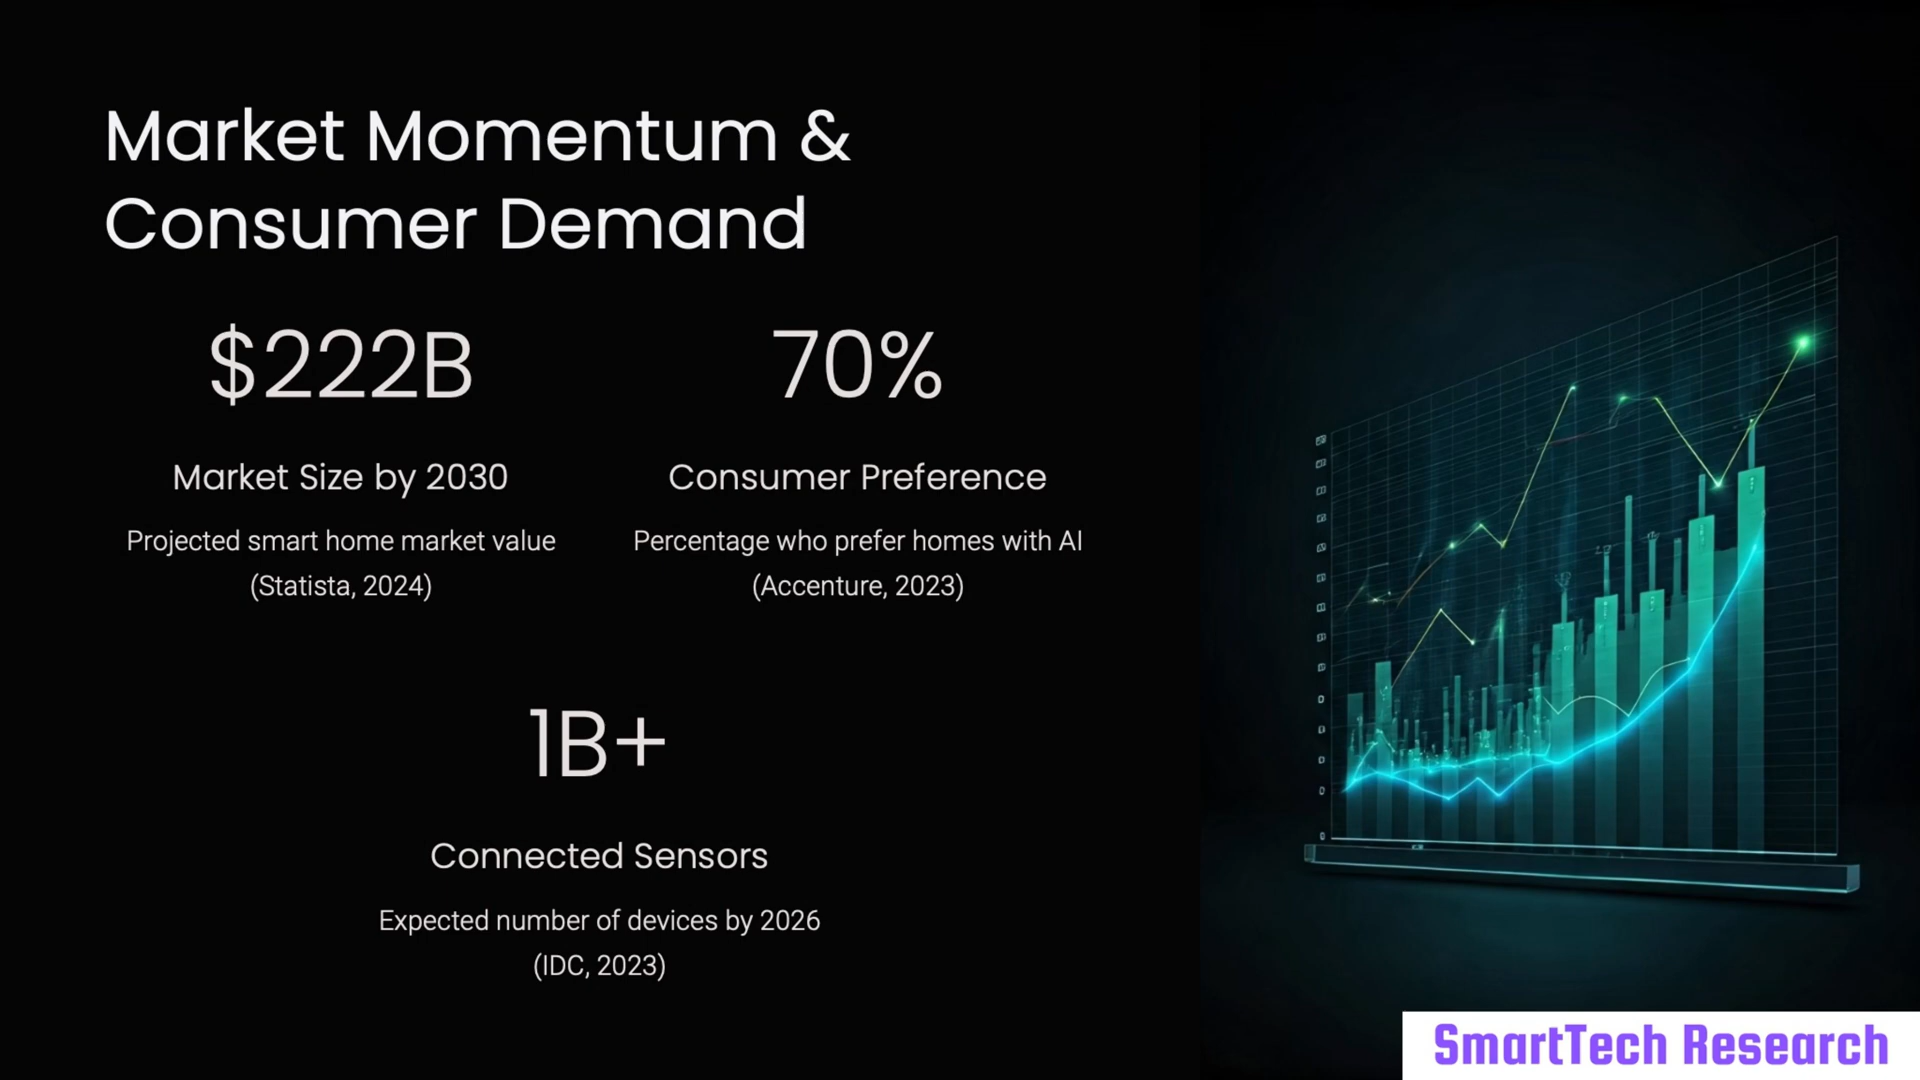 Market Momentum &
Consumer Demand
$222B
Market Size by 2030
Projected smart home market value
(Statista, 2024)
70%
Consumer Preference
Percentage who prefer homes with AI
(Accenture, 2023)
1B+
Connected Sensors
Expected number of devices by 2026
(IDC, 2023)
SmartTech Research